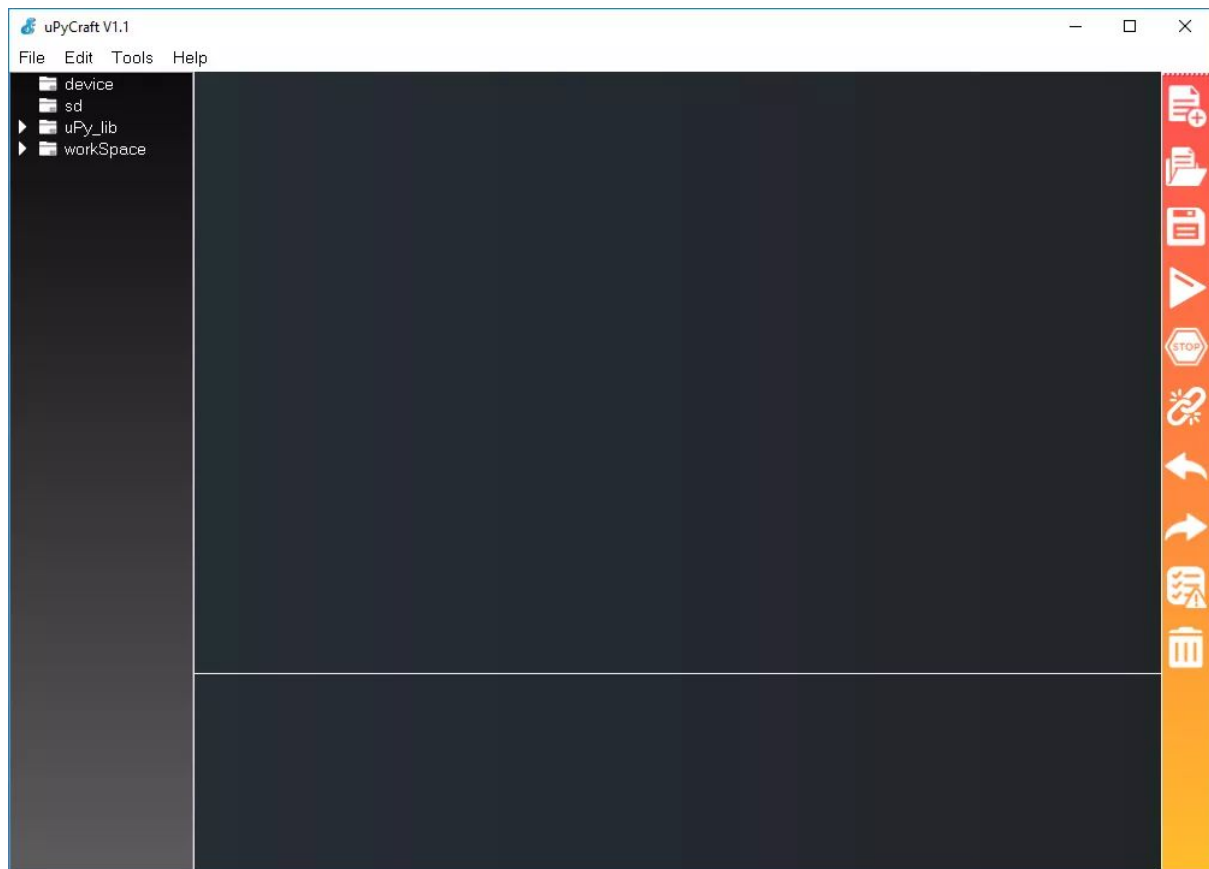 uPyCraft V1.1
File Edit Tools Help
device
sd
uPy_lib
workSpace
STOP